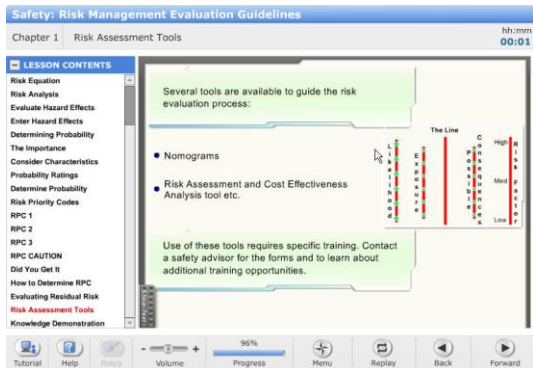 Safety: Risk Management Evaluation Guidelines
Chapter 1 Risk Assessment Tools
hh:mm
00:01
LESSON CONTENTS
Risk Equation
Risk Analysis
Evaluate Hazard Effects
Enter Hazard Effects
Determining Probability
The Importance
Consider Characteristics
Probability Ratings
Determine Probability
Risk Priority Codes
RPC 1
RPC 2
RPC 3
RPC CAUTION
Did You Get It
How to Determine RPC
Evaluating Residual Risk
Risk Assessment Tools
Knowledge Demonstration
Several tools are available to guide the risk
evaluation process:
Nomograms
Risk Assessment and Cost Effectiveness
Analysis tool etc.
Use of these tools requires specific training. Contact
a safety advisor for the forms and to learn about
additional training opportunities.
Likelihood
Exposure
The Line
Possible
Consequences
High
Med
Low
Risk Factor
Tutorial
Help
Policy
- +
Volume
96%
Progress
Menu
Replay
Back
Forward